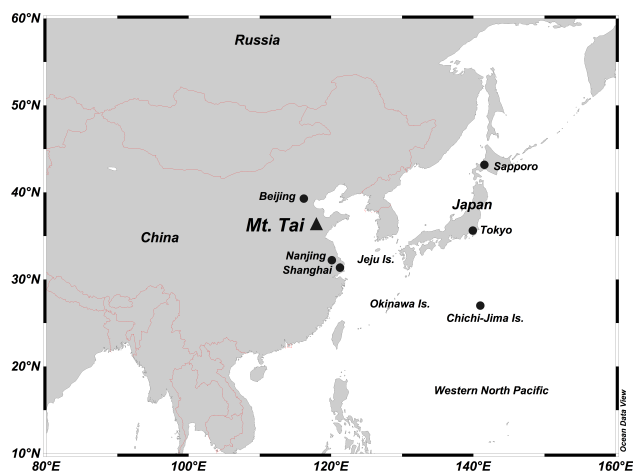 60°N
Russia
50°N
Sapporo
40°N
Beijing
Japan
Mt. Tai
Tokyo
China
Nanjing
Jeju Is.
Shanghai
30°N
Okinawa Is.
Chichi-Jima Is.
20°N
Western North Pacific
Ocean Data View
10°N
80°E
100°E
120°E
140°E
160°E